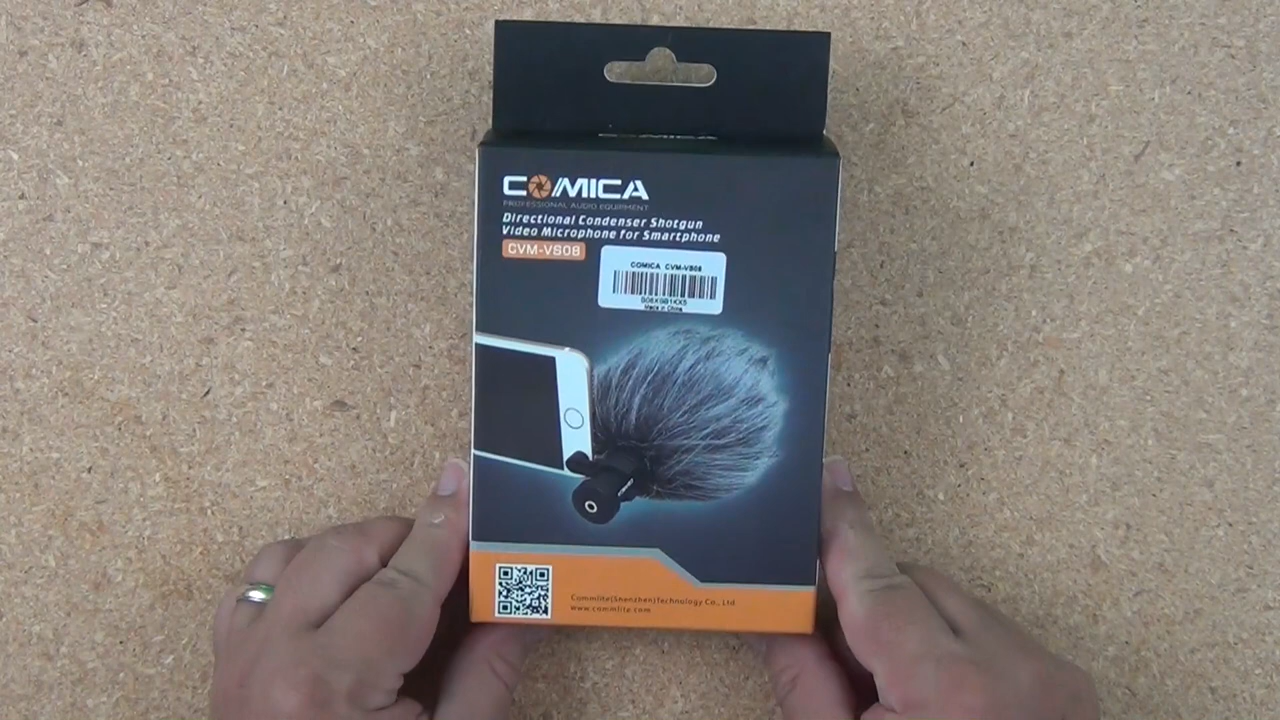 COMICA
PROFESSIONAL AUDIO EQUIPMENT
Directional Condenser Shotgun
Video Microphone for Smartphone
CVM-VS08
COMICA CVM-VS08
Made in China
Commlite(Shenzhen)Technology Co., Ltd
www.commlite.com